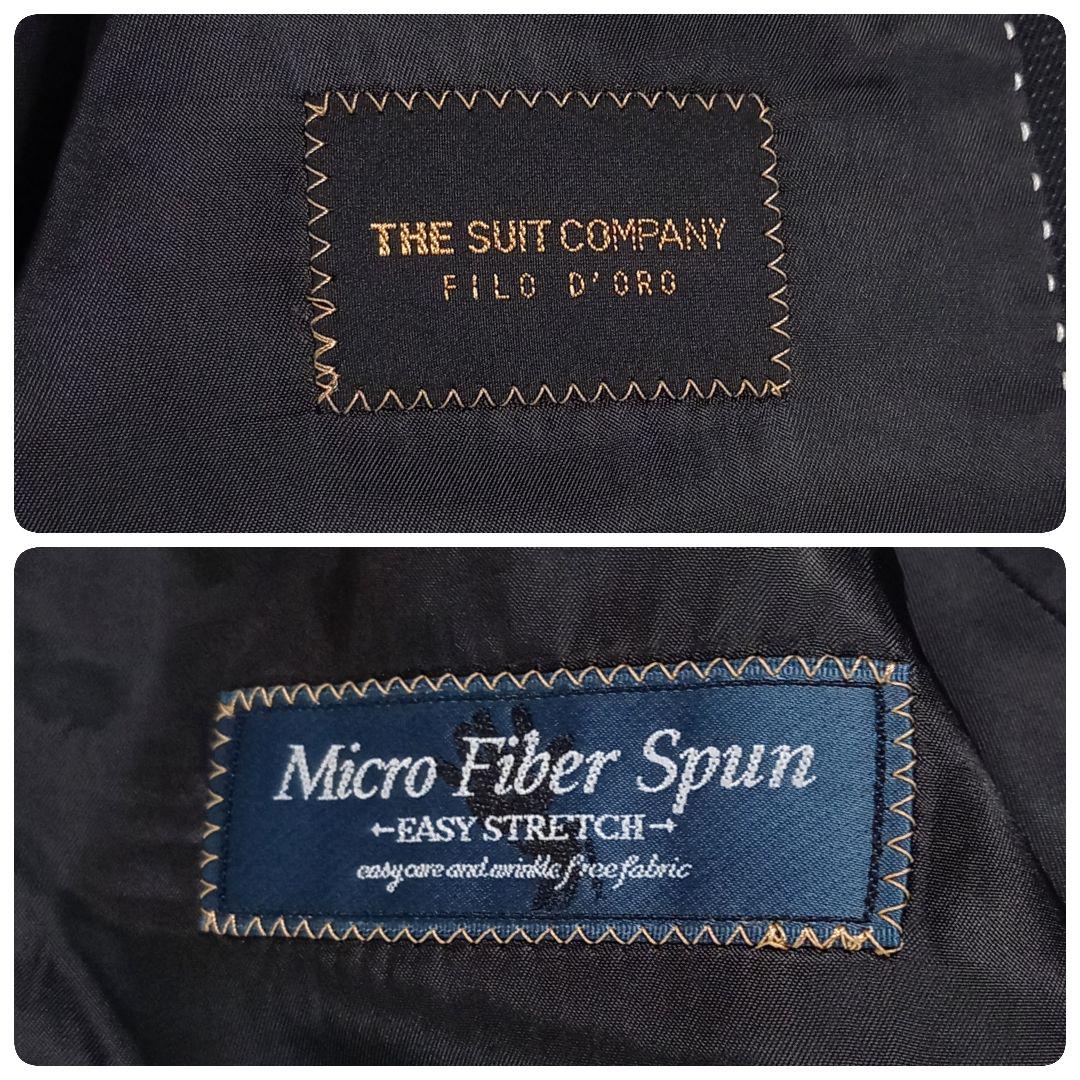 THE SUIT COMPANY
FILO D'ORO
Micro Fiber Spun
←EASY STRETCH→
easy care and wrinkle free fabric